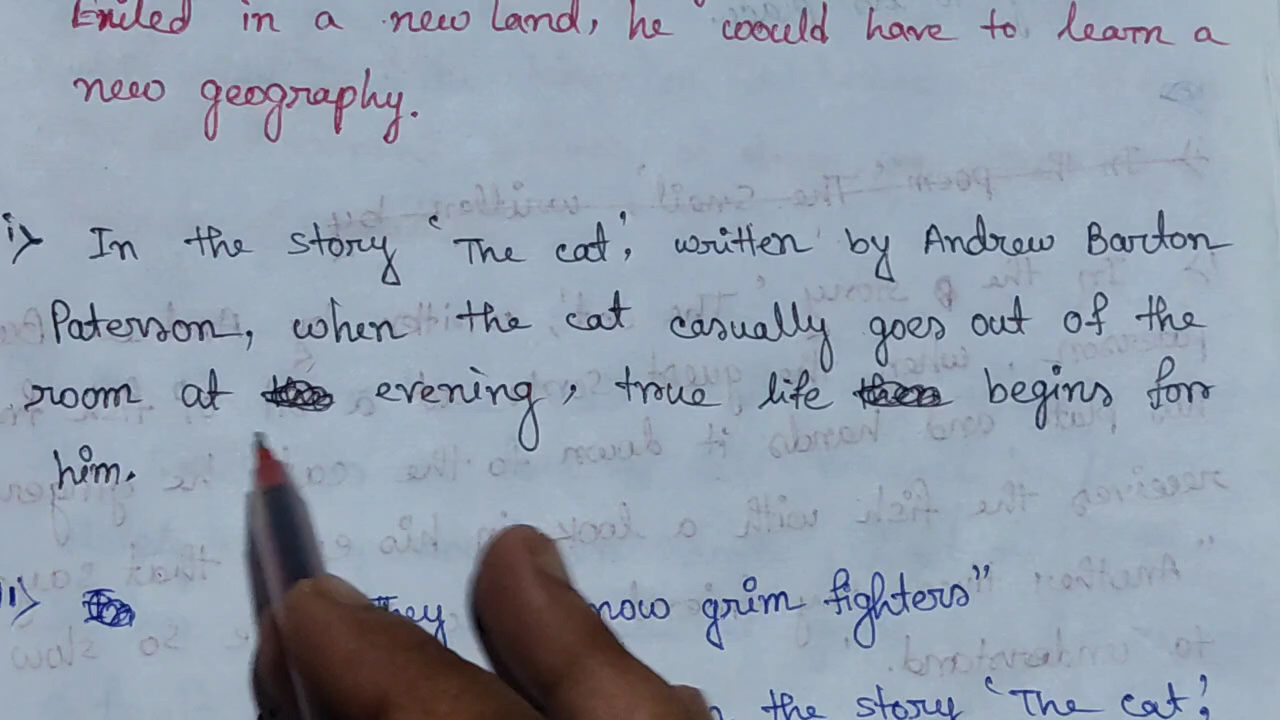 Exiled in a new land, he would have to learn a
new geography.
i) In the story 'The cat', written by Andrew Barton
Paterson, when the cat casually goes out of the
room at evening, true life begins for
him.
ii) They now grim fighters"
the story 'The cat',